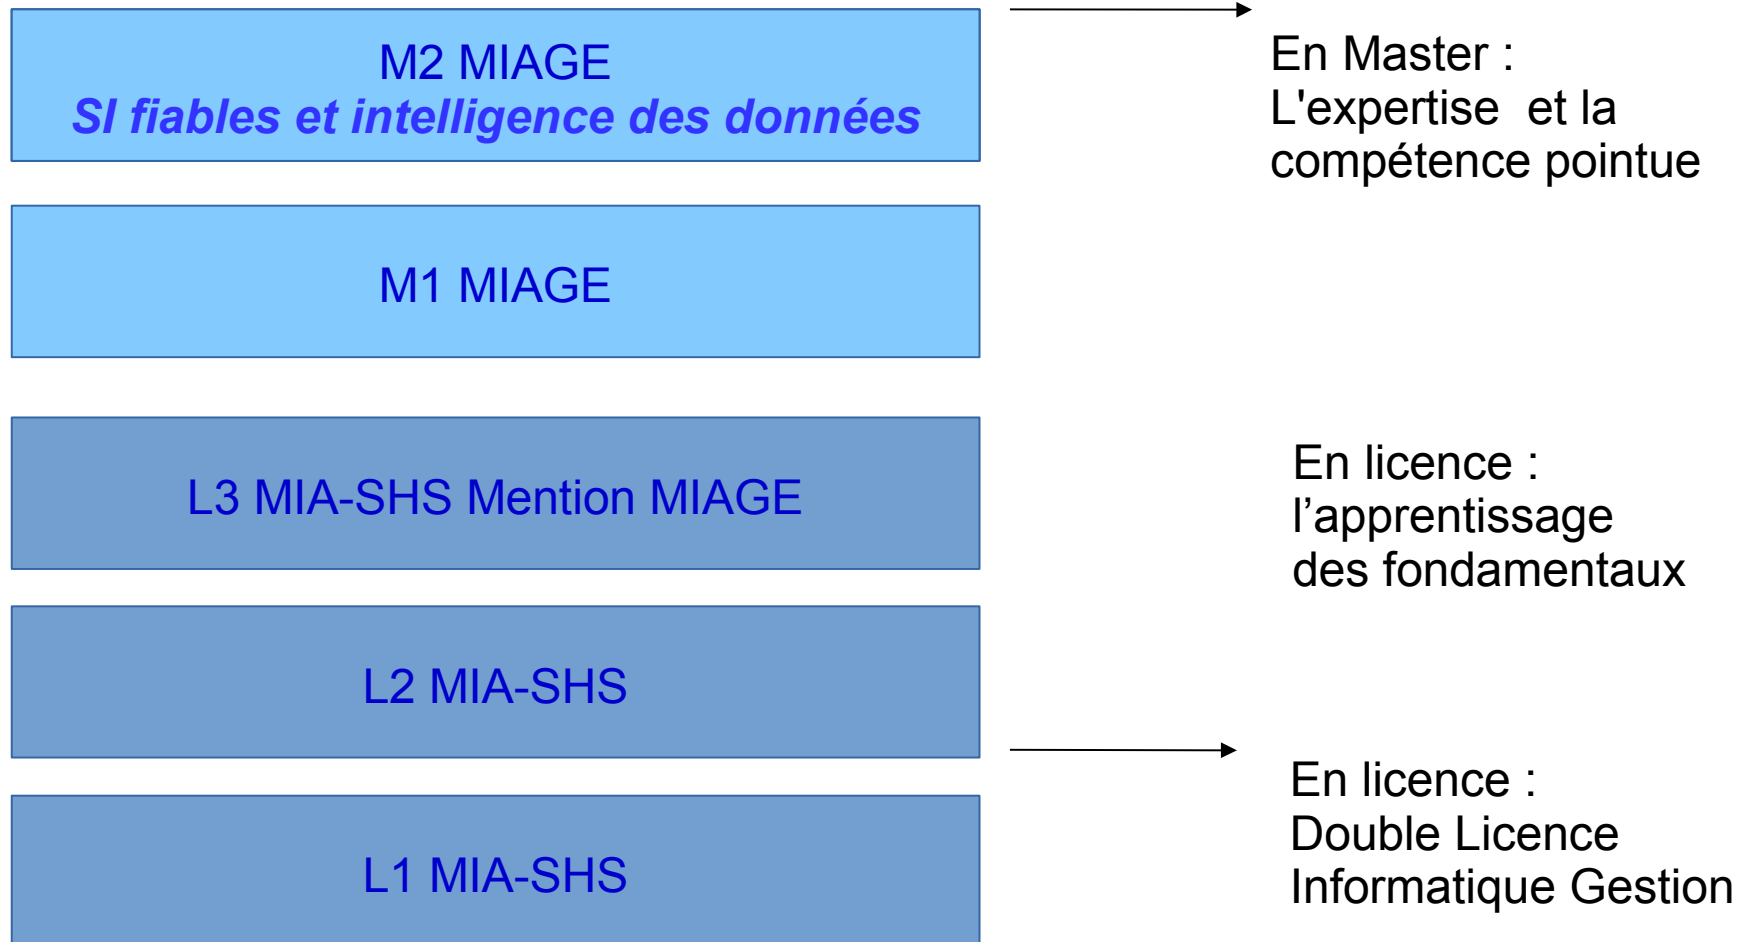 M2 MIAGE
SI fiables et intelligence des données
En Master :
L'expertise et la
compétence pointue
M1 MIAGE
L3 MIA-SHS Mention MIAGE
En licence :
l’apprentissage
des fondamentaux
L2 MIA-SHS
En licence :
Double Licence
Informatique Gestion
L1 MIA-SHS